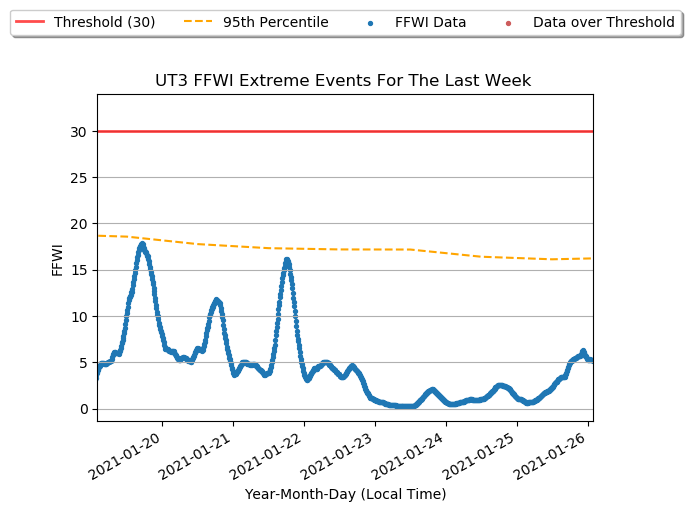 Threshold (30) 95th Percentile FFWI Data Data over Threshold
UT3 FFWI Extreme Events For The Last Week
30
25
20
15
10
5
0
FFWI
2021-01-20 2021-01-21 2021-01-22 2021-01-23 2021-01-24 2021-01-25 2021-01-26
Year-Month-Day (Local Time)